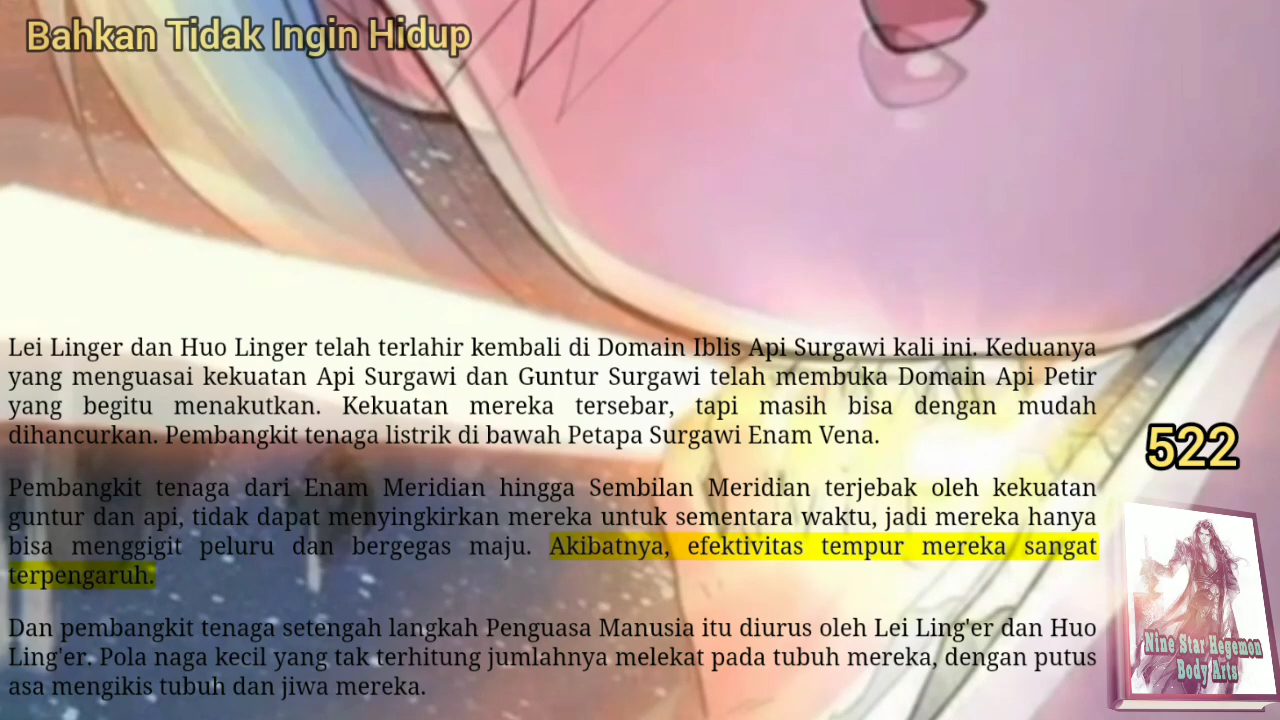 Bahkan Tidak Ingin Hidup
Lei Linger dan Huo Linger telah terlahir kembali di Domain Iblis Api Surgawi kali ini. Keduanya
yang menguasai kekuatan Api Surgawi dan Guntur Surgawi telah membuka Domain Api Petir
yang begitu menakutkan. Kekuatan mereka tersebar, tapi masih bisa dengan mudah
dihancurkan. Pembangkit tenaga listrik di bawah Petapa Surgawi Enam Vena.
Pembangkit tenaga dari Enam Meridian hingga Sembilan Meridian terjebak oleh kekuatan
guntur dan api, tidak dapat menyingkirkan mereka untuk sementara waktu, jadi mereka hanya
bisa menggigit peluru dan bergegas maju. Akibatnya, efektivitas tempur mereka sangat
terpengaruh.
Dan pembangkit tenaga setengah langkah Penguasa Manusia itu diurus oleh Lei Ling'er dan Huo
Ling'er. Pola naga kecil yang tak terhitung jumlahnya melekat pada tubuh mereka, dengan putus
asa mengikis tubuh dan jiwa mereka.
522
Nine Star Hegemon
Body Arts